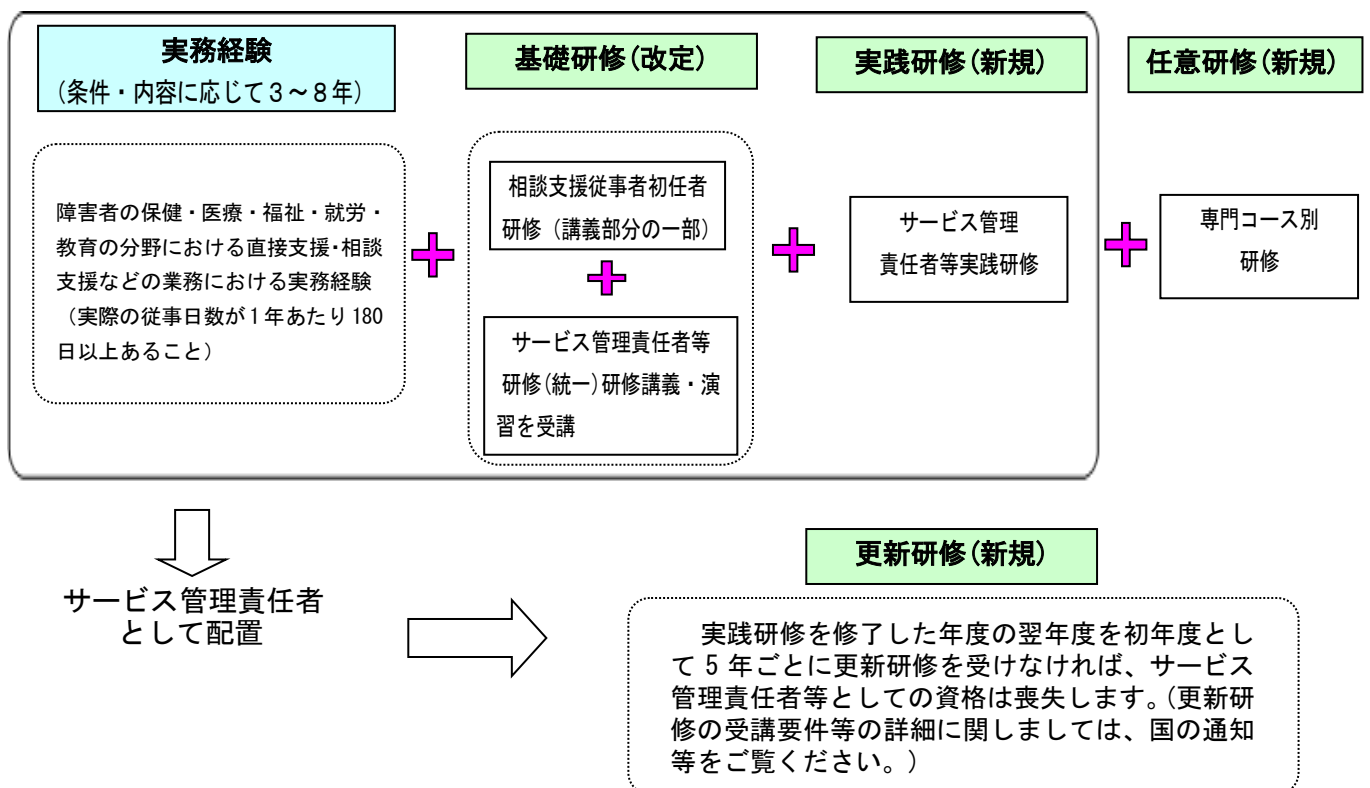 実務経験
(条件・内容に応じて3～8年)
障害者の保健・医療・福祉・就労・
教育の分野における直接支援・相談
支援などの業務における実務経験
(実際の従事日数が1年あたり180
日以上あること)
基礎研修(改定)
相談支援従事者初任者
研修(講義部分の一部)
サービス管理責任者等
研修(統一)研修講義・演
習を受講
実践研修(新規)
サービス管理
責任者等実践研修
任意研修(新規)
専門コース別
研修
サービス管理責任者
として配置
更新研修(新規)
実践研修を修了した年度の翌年度を初年度とし
て5年ごとに更新研修を受けなければ、サービス
管理責任者等としての資格は喪失します。(更新研
修の受講要件等の詳細に関しましては、国の通知
等をご覧ください。)